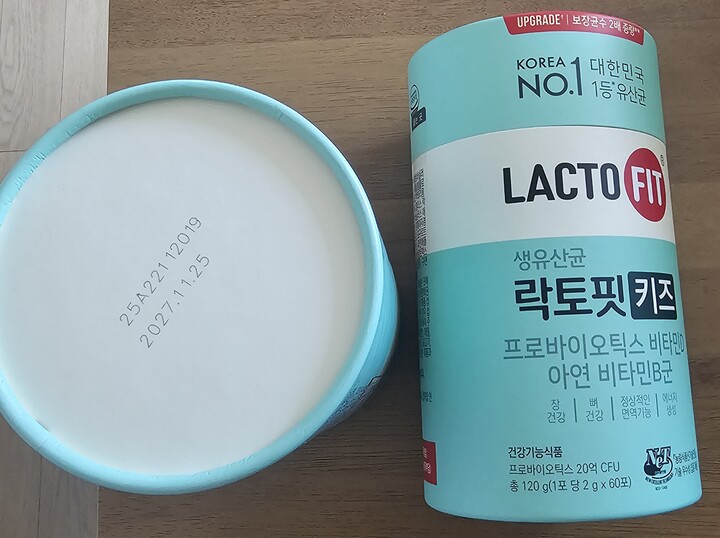 25A22112019
2027.11.25
UPGRADE† 보장균수 2배 증량**
KOREA
NO.1
대한민국
1등*유산균
LACTO FIT®
생유산균
락토핏 키즈
프로바이오틱스 비타민D
아연 비타민B군
장 건강
뼈 건강
정상적인 면역기능
에너지 생성
건강기능식품
프로바이오틱스 20억 CFU
총 120 g(1포 당 2 g x 60포)
NeT